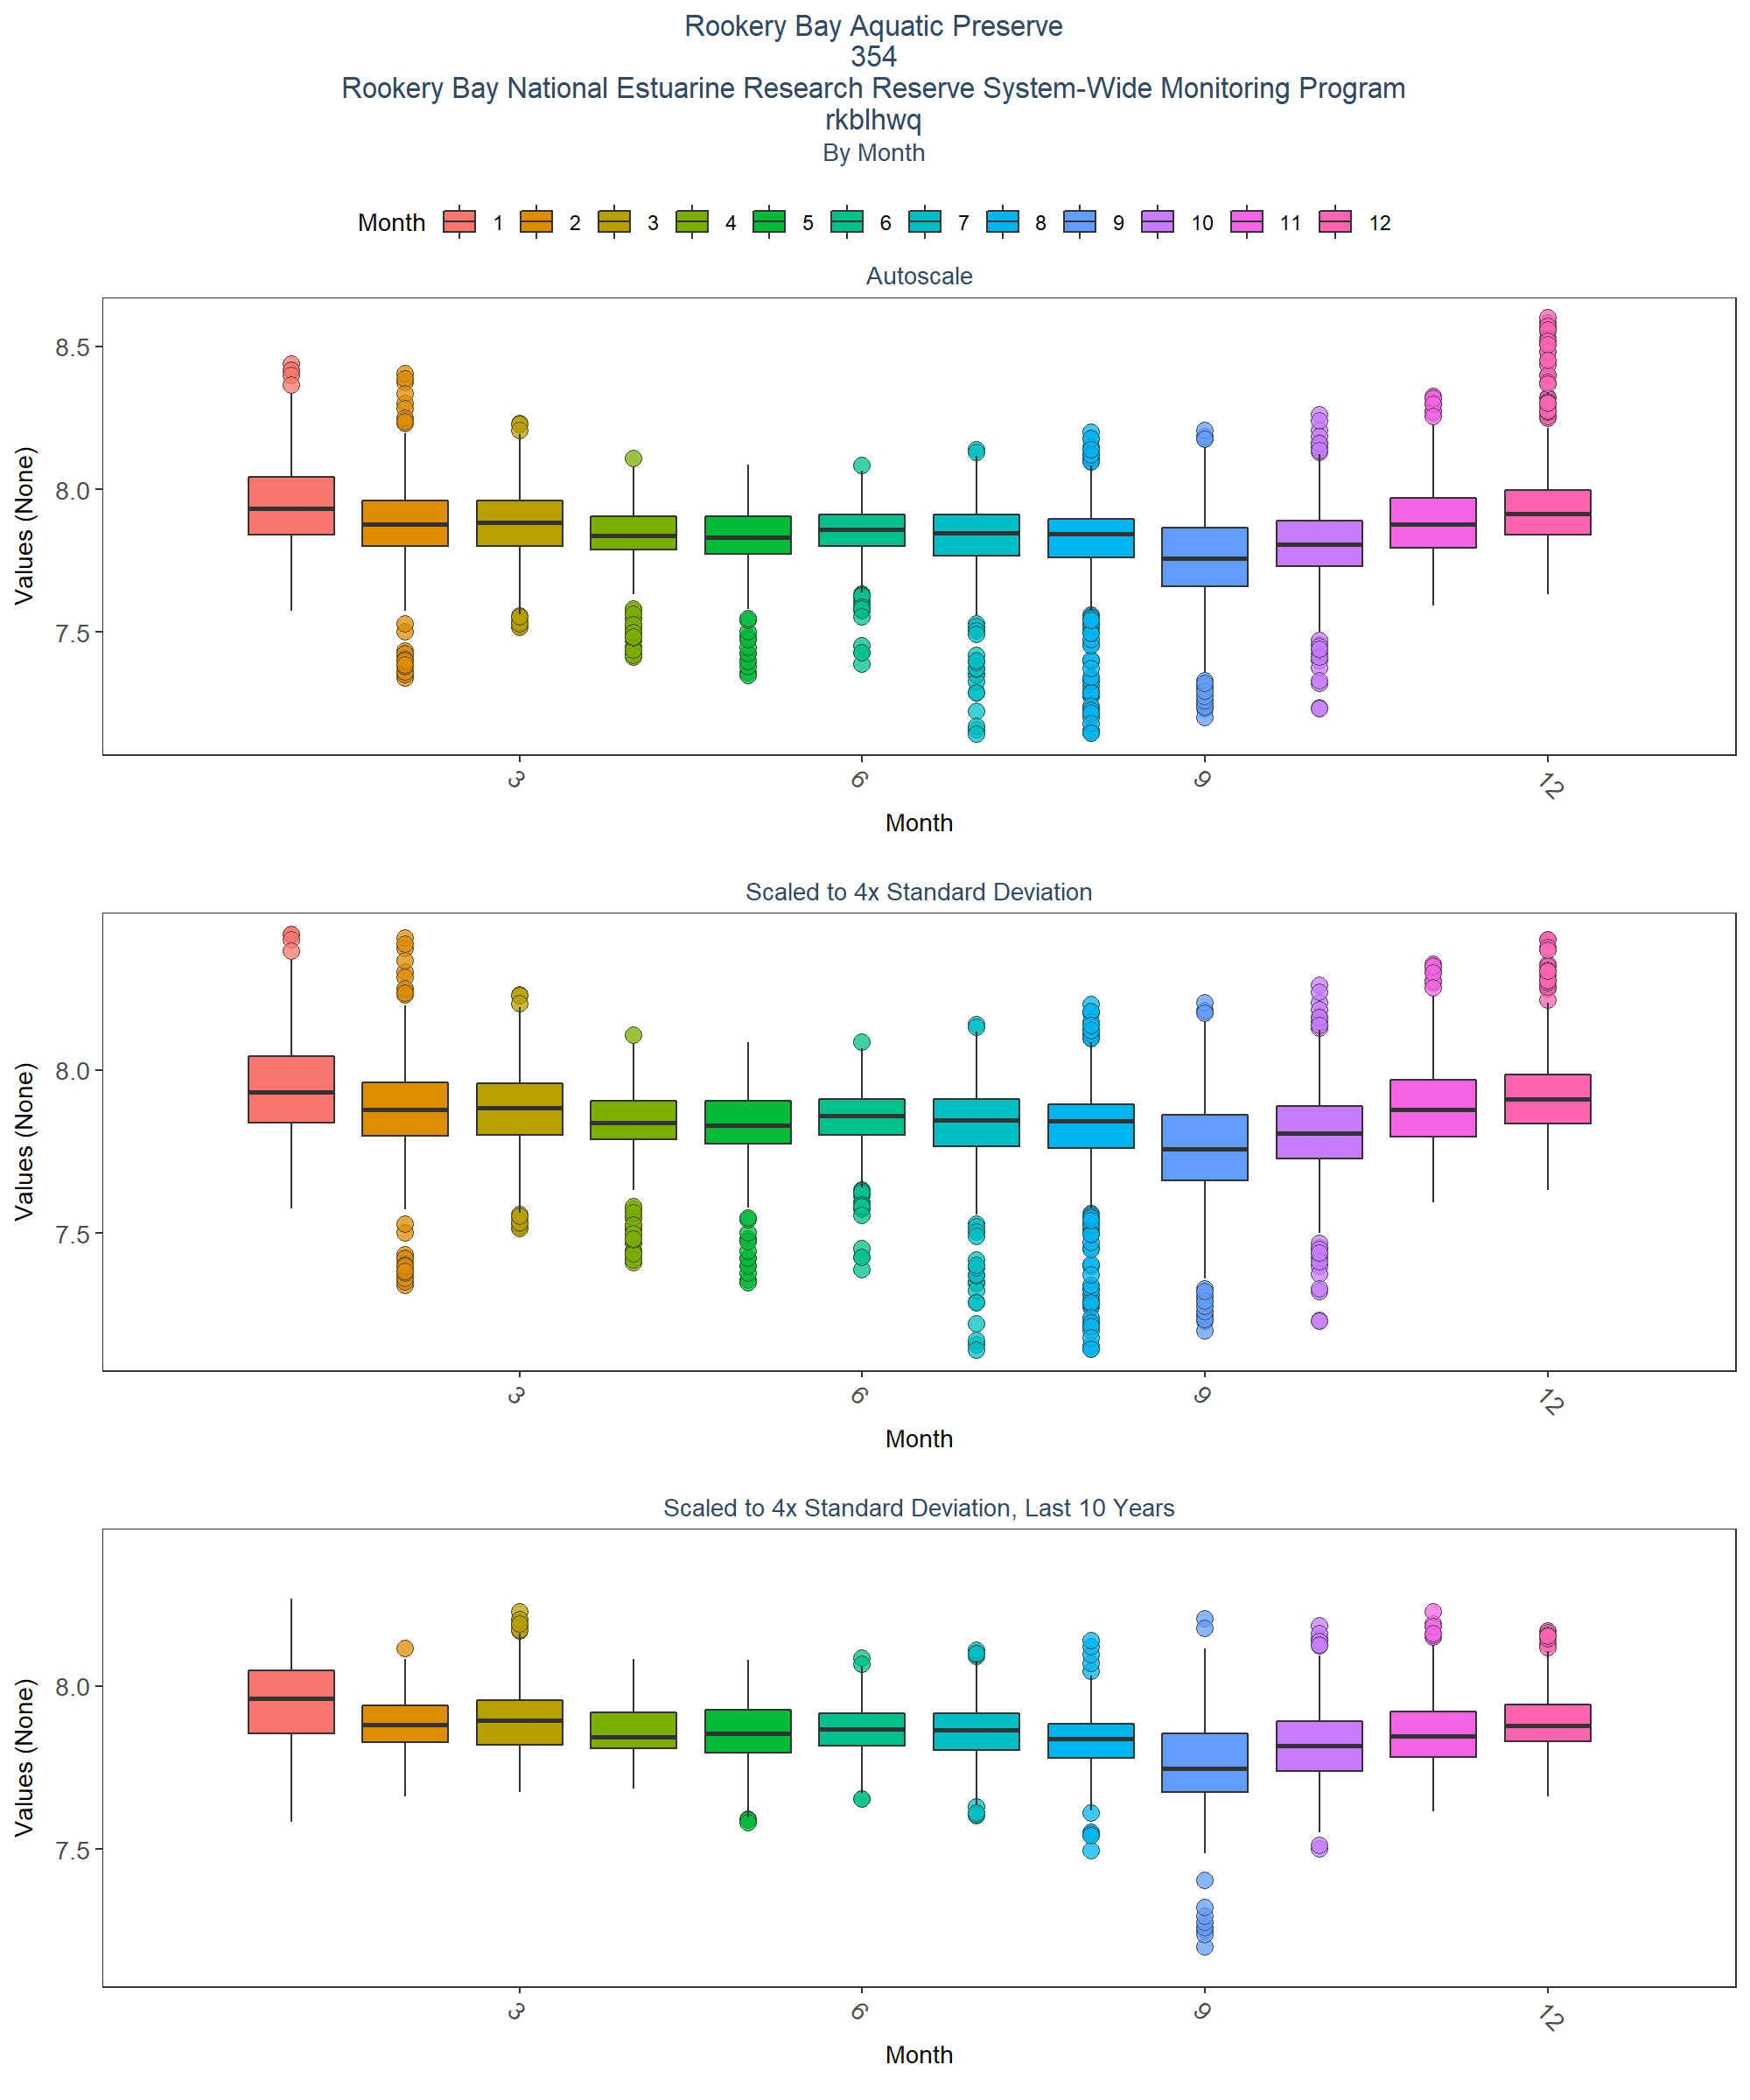 Rookery Bay Aquatic Preserve
354
Rookery Bay National Estuarine Research Reserve System-Wide Monitoring Program
rkblhwq
By Month
Month 1 2 3 4 5 6 7 8 9 10 11 12
Autoscale
Values (None)
8.5
8.0
7.5
3 6 9 12
Month
Scaled to 4x Standard Deviation
Values (None)
8.0
7.5
3 6 9 12
Month
Scaled to 4x Standard Deviation, Last 10 Years
Values (None)
8.0
7.5
3 6 9 12
Month